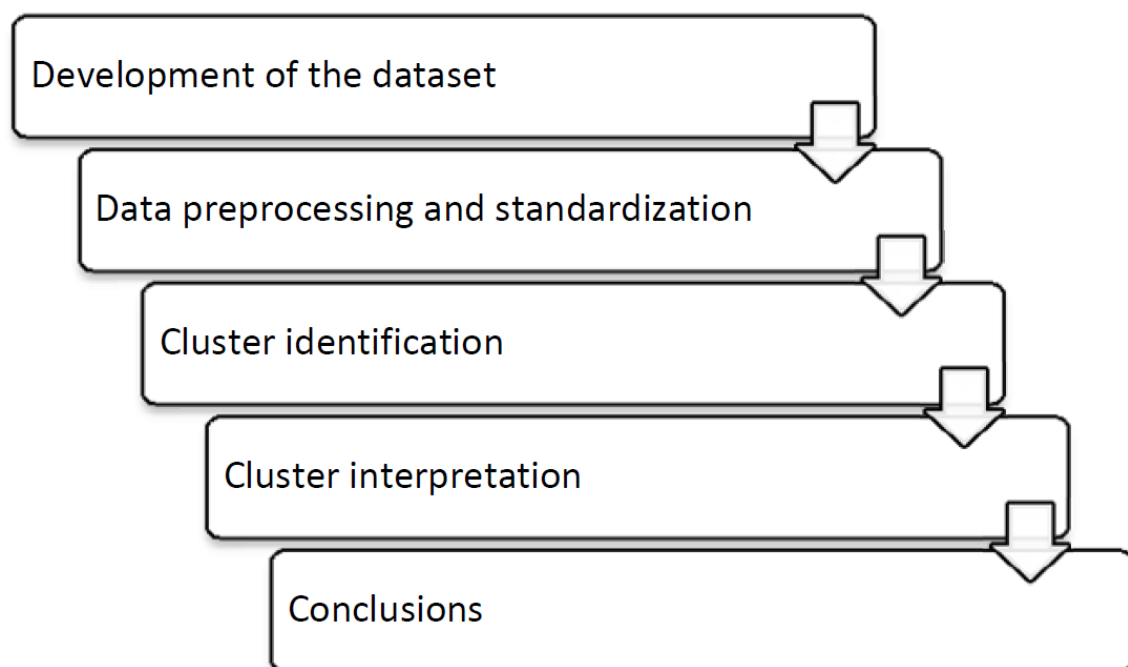 Development of the dataset
Data preprocessing and standardization
Cluster identification
Cluster interpretation
Conclusions